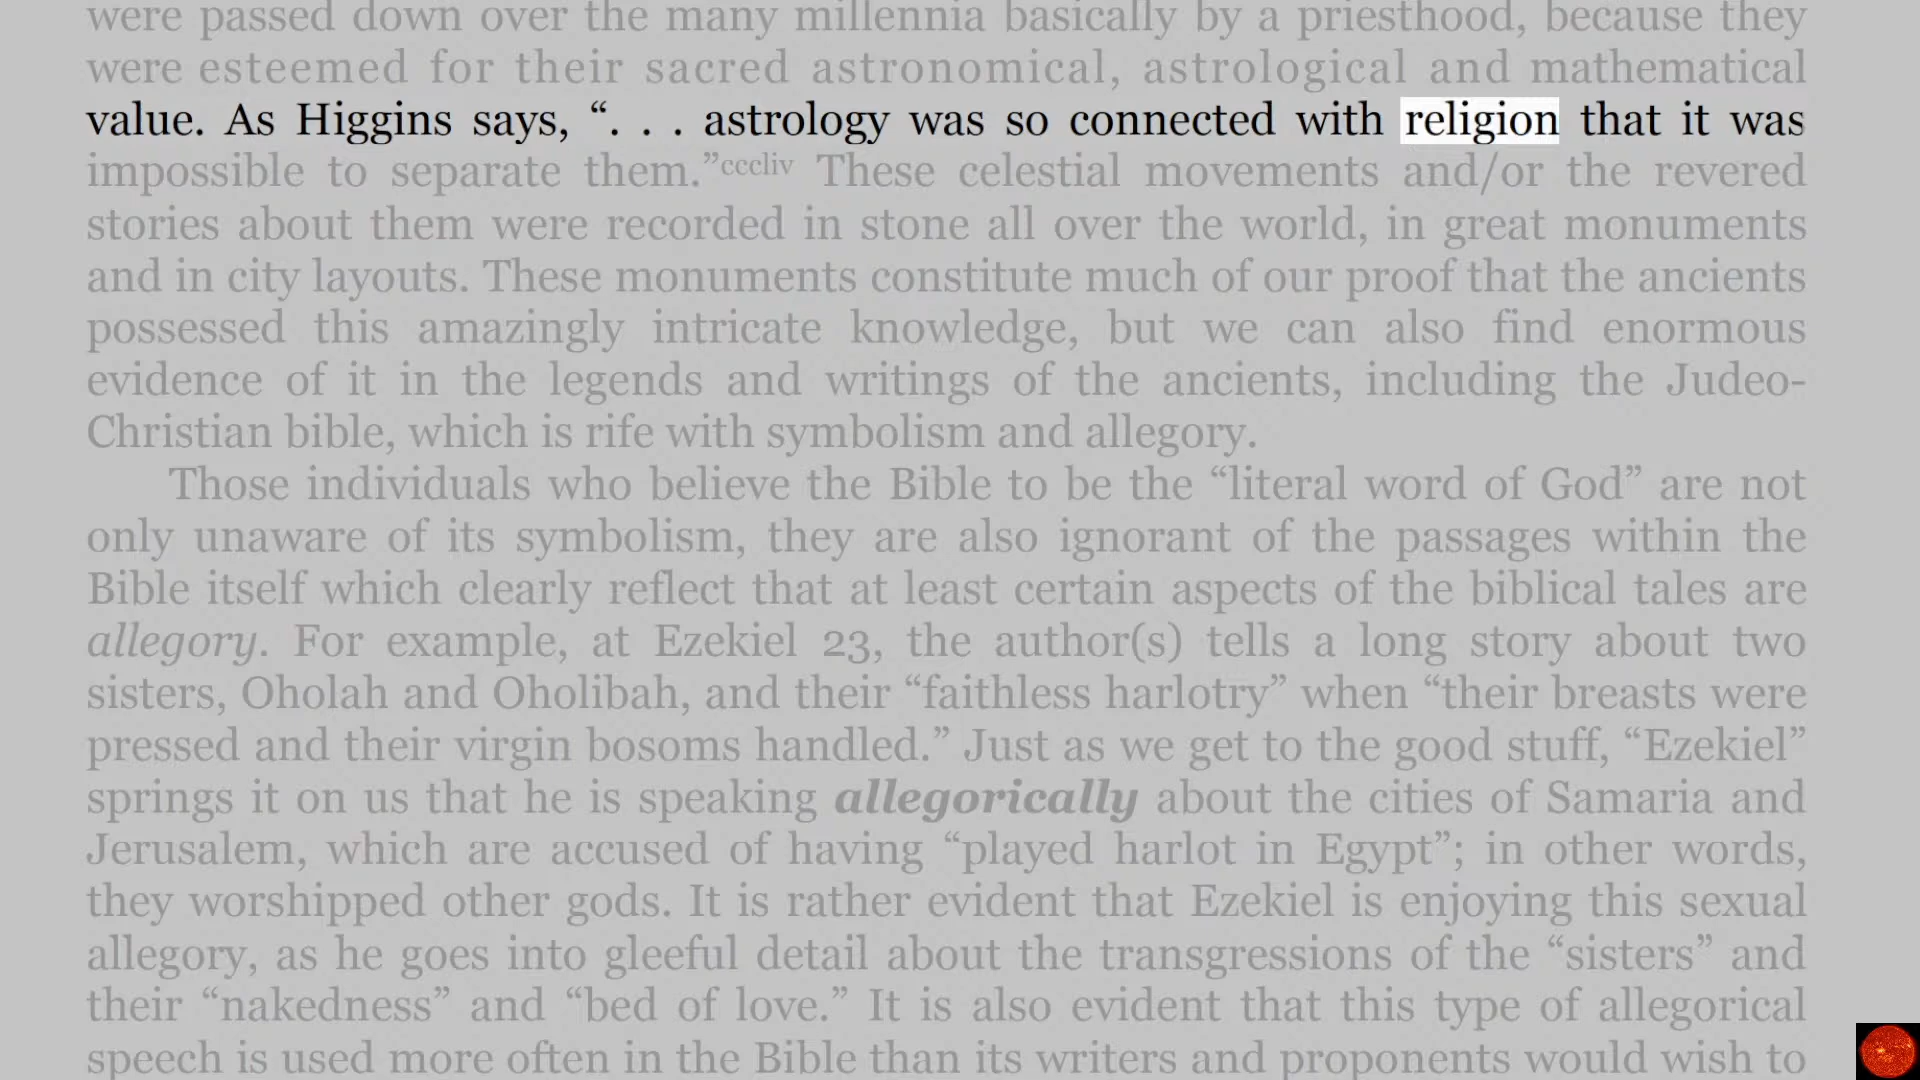 were passed down over the many millennia basically by a priesthood, because they
were esteemed for their sacred astronomical, astrological and mathematical
value. As Higgins says, “. . . astrology was so connected with religion that it was
impossible to separate them.”cccliv These celestial movements and/or the revered
stories about them were recorded in stone all over the world, in great monuments
and in city layouts. These monuments constitute much of our proof that the ancients
possessed this amazingly intricate knowledge, but we can also find enormous
evidence of it in the legends and writings of the ancients, including the Judeo-
Christian bible, which is rife with symbolism and allegory.
Those individuals who believe the Bible to be the “literal word of God” are not
only unaware of its symbolism, they are also ignorant of the passages within the
Bible itself which clearly reflect that at least certain aspects of the biblical tales are
allegory. For example, at Ezekiel 23, the author(s) tells a long story about two
sisters, Oholah and Oholibah, and their “faithless harlotry” when “their breasts were
pressed and their virgin bosoms handled.” Just as we get to the good stuff, “Ezekiel”
springs it on us that he is speaking allegorically about the cities of Samaria and
Jerusalem, which are accused of having “played harlot in Egypt”; in other words,
they worshipped other gods. It is rather evident that Ezekiel is enjoying this sexual
allegory, as he goes into gleeful detail about the transgressions of the “sisters” and
their “nakedness” and “bed of love.” It is also evident that this type of allegorical
speech is used more often in the Bible than its writers and proponents would wish to